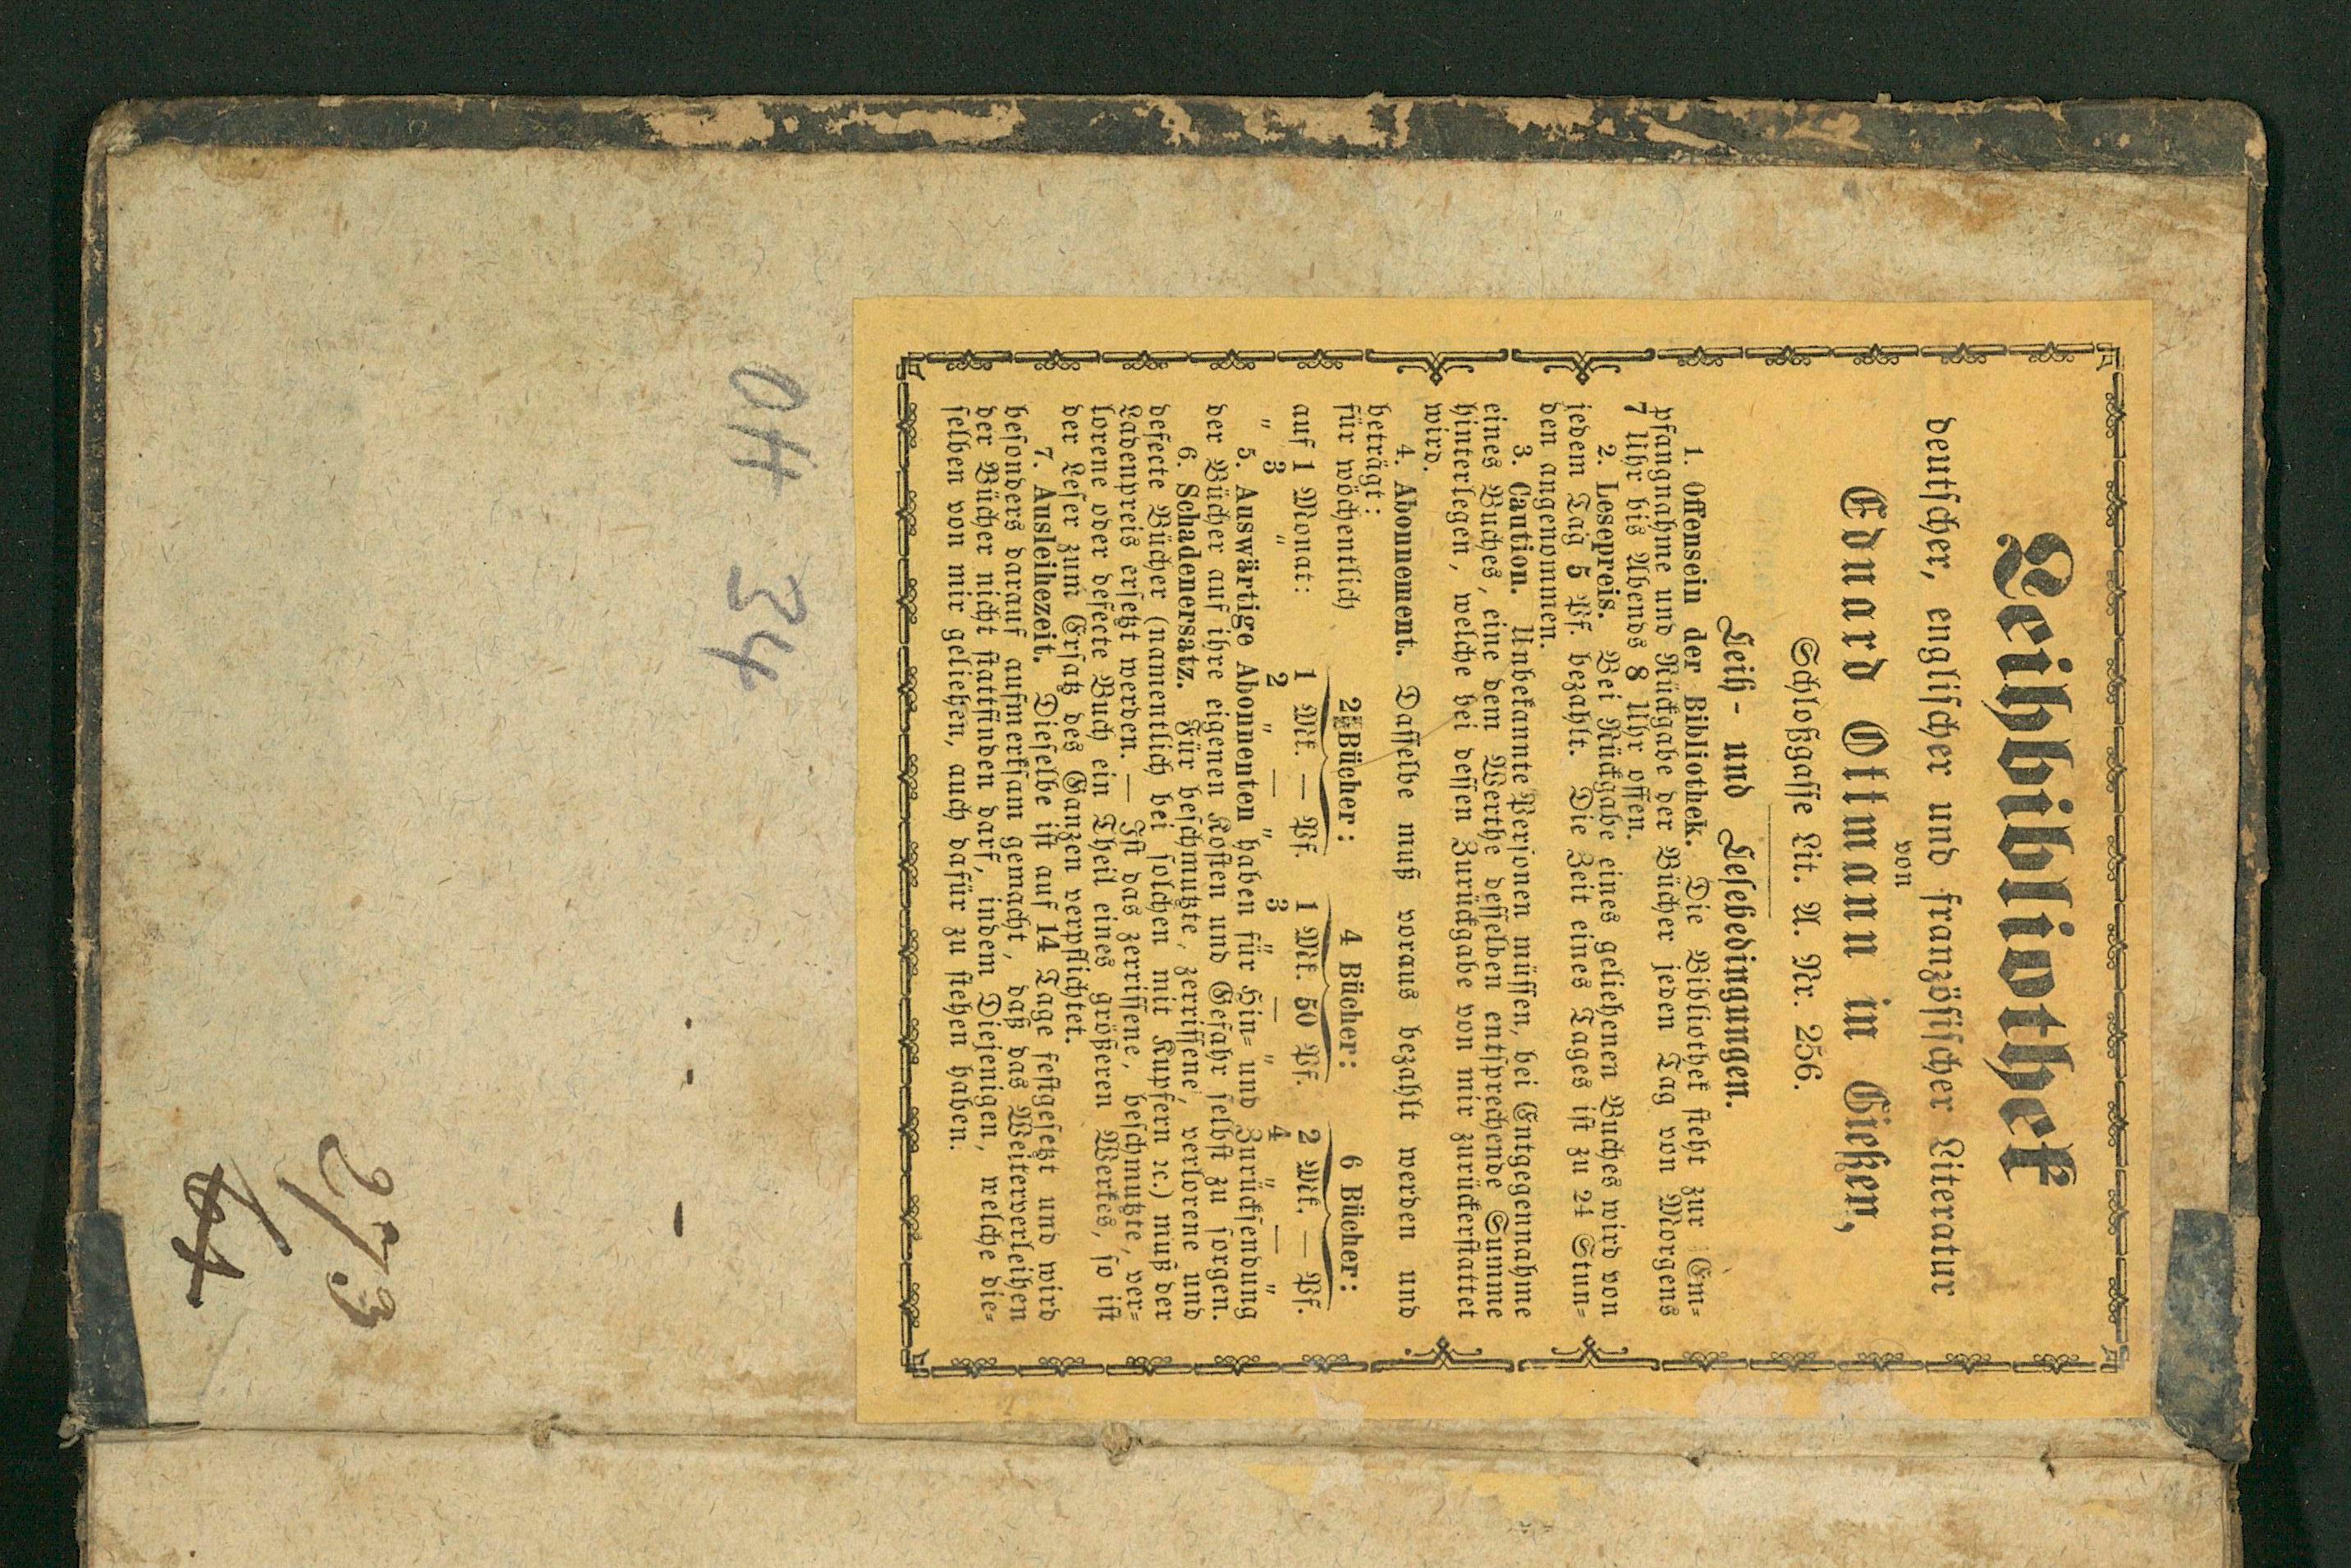 Leihbibliothek
deutscher, englischer und französischer Literatur
von
Eduard Ottmann in Gießen,
Schloßgasse Lit. A. Nr. 256.
Leih- und Lesebedingungen.
1. Offensein der Bibliothek. Die Bibliothek steht zur Em-
pfangnahme und Rückgabe der Bücher jeden Tag von Morgens
7 Uhr bis Abends 8 Uhr offen.
2. Lesepreis. Bei Rückgabe eines geliehenen Buches wird von
jedem Tag 5 Pf. bezahlt. Die Zeit eines Tages ist zu 24 Stun-
den angenommen.
3. Caution. Unbekannte Personen müssen, bei Entgegennahme
eines Buches, eine dem Werthe desselben entsprechende Summe
hinterlegen, welche bei dessen Zurückgabe von mir zurückerstattet
wird.
4. Abonnement. Dasselbe muß voraus bezahlt werden und
beträgt:
für wöchentlich 2 Bücher: 4 Bücher: 6 Bücher:
auf 1 Monat: 1 Mk. — Pf. 1 Mk. 50 Pf. 2 Mk. — Pf.
" 3 " 2 " — " 3 " — " 4 " — "
5. Auswärtige Abonnenten haben für Hin- und Zurücksendung
der Bücher auf ihre eigenen Kosten und Gefahr selbst zu sorgen.
6. Schadenersatz. Für beschmutzte, zerrissene, verlorene und
defecte Bücher (namentlich bei solchen mit Kupfern ꝛc.) muß der
Ladenpreis ersetzt werden. — Ist das zerrissene, beschmutzte, ver-
lorene oder defecte Buch ein Theil eines größeren Werkes, so ist
der Leser zum Ersatz des Ganzen verpflichtet.
7. Ausleihezeit. Dieselbe ist auf 14 Tage festgesetzt und wird
besonders darauf aufmerksam gemacht, daß das Weiterverleihen
der Bücher nicht stattfinden darf, indem Diejenigen, welche die-
selben von mir geliehen, auch dafür zu stehen haben.
Ott 34
273